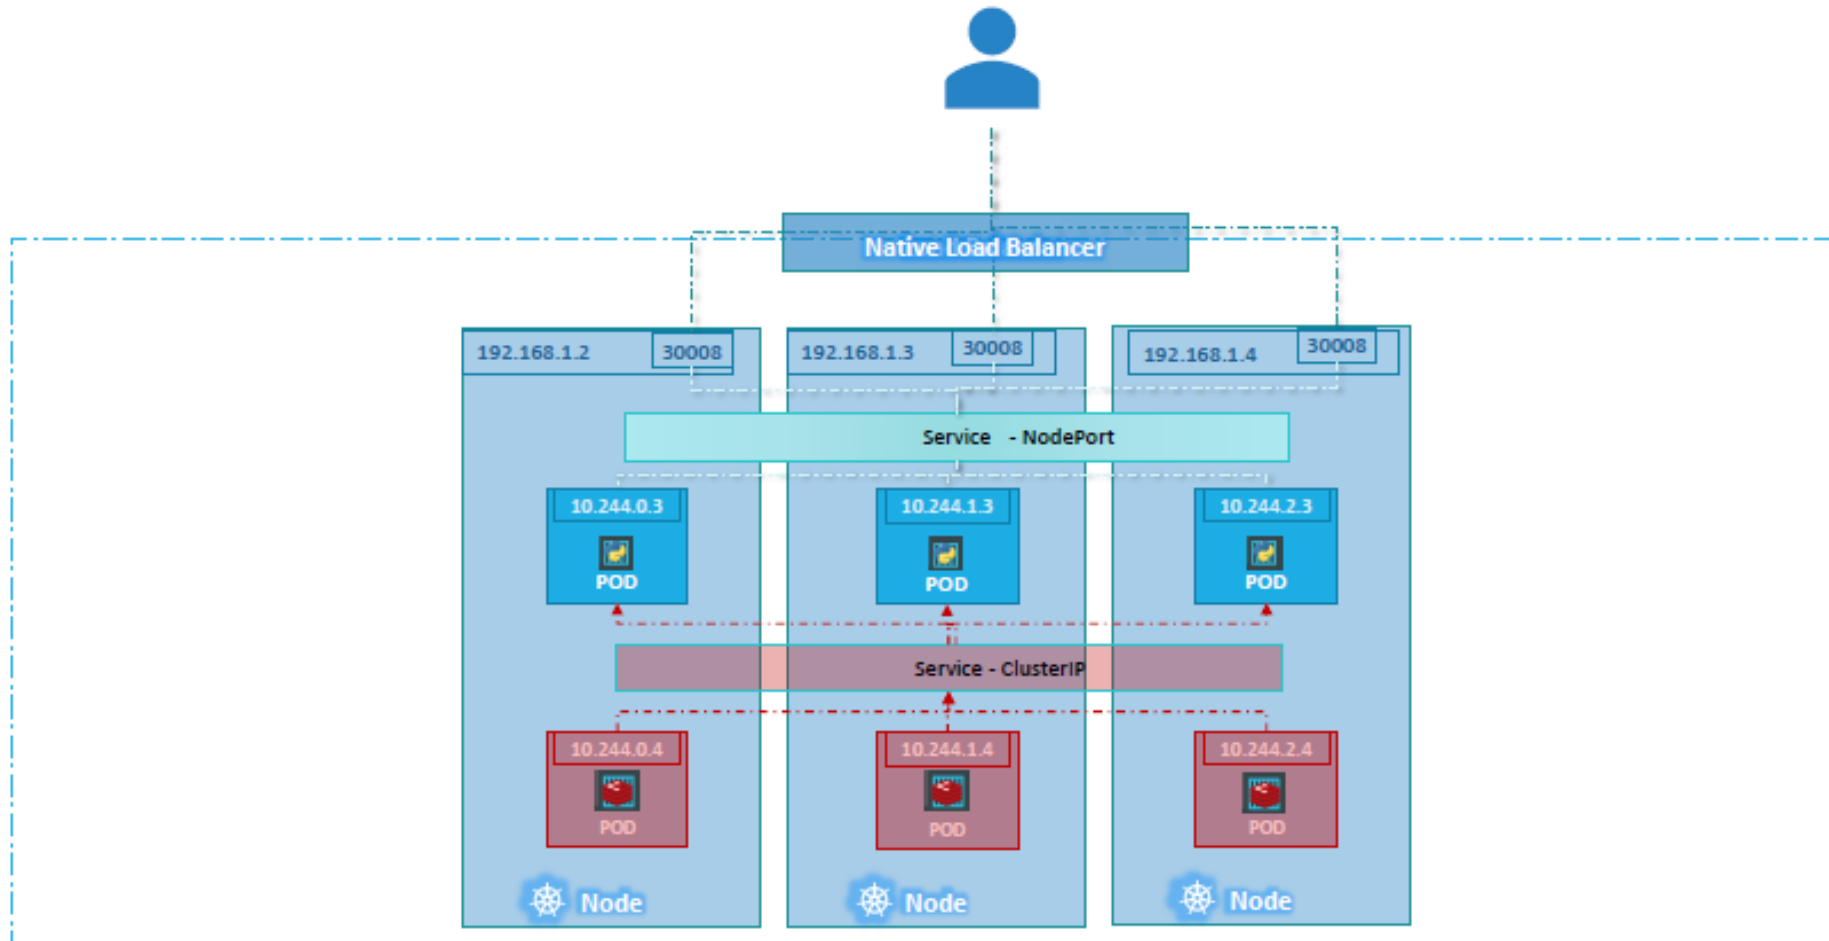 Native Load Balancer
192.168.1.2 30008
192.168.1.3 30008
192.168.1.4 30008
Service - NodePort
10.244.0.3
POD
10.244.1.3
POD
10.244.2.3
POD
Service - ClusterIP
10.244.0.4
POD
10.244.1.4
POD
10.244.2.4
POD
Node
Node
Node